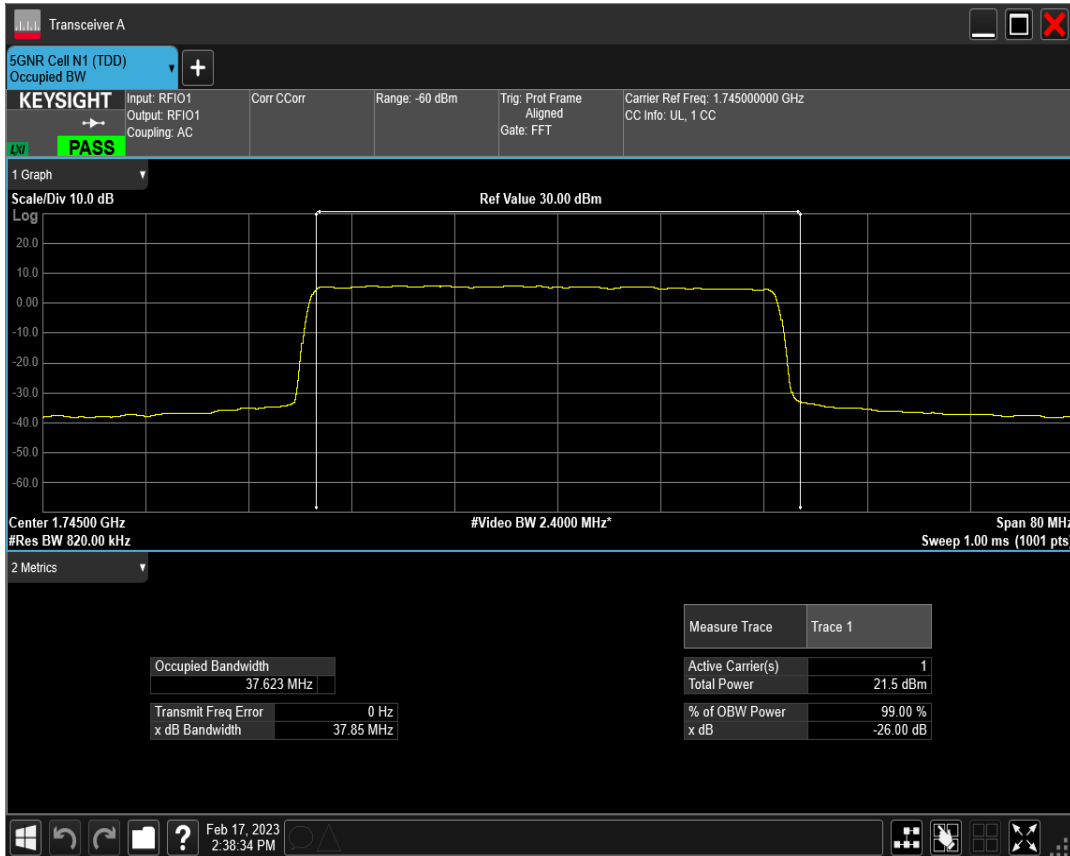 Transceiver A
5GNR Cell N1 (TDD)
Occupied BW
+
KEYSIGHT
LXI
PASS
Input: RFIO1
Output: RFIO1
Coupling: AC
Corr CCorr
Range: -60 dBm
Trig: Prot Frame
Aligned
Gate: FFT
Carrier Ref Freq: 1.745000000 GHz
CC Info: UL, 1 CC
1 Graph
Scale/Div 10.0 dB
Ref Value 30.00 dBm
Log
20.0
10.0
0.00
-10.0
-20.0
-30.0
-40.0
-50.0
-60.0
Center 1.74500 GHz
#Video BW 2.4000 MHz*
Span 80 MHz
#Res BW 820.00 kHz
Sweep 1.00 ms (1001 pts)
2 Metrics
Measure Trace Trace 1
Occupied Bandwidth
37.623 MHz
Transmit Freq Error 0 Hz
x dB Bandwidth 37.85 MHz
Active Carrier(s) 1
Total Power 21.5 dBm
% of OBW Power 99.00 %
x dB -26.00 dB
?
Feb 17, 2023
2:38:34 PM